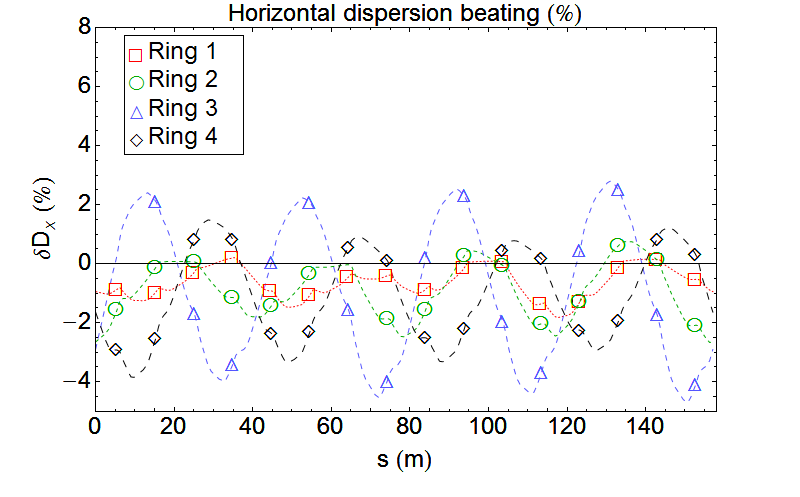 Horizontal dispersion beating (%)
8
6
4
2
0
−2
−4
δDx (%)
Ring 1
Ring 2
Ring 3
Ring 4
0 20 40 60 80 100 120 140
s (m)